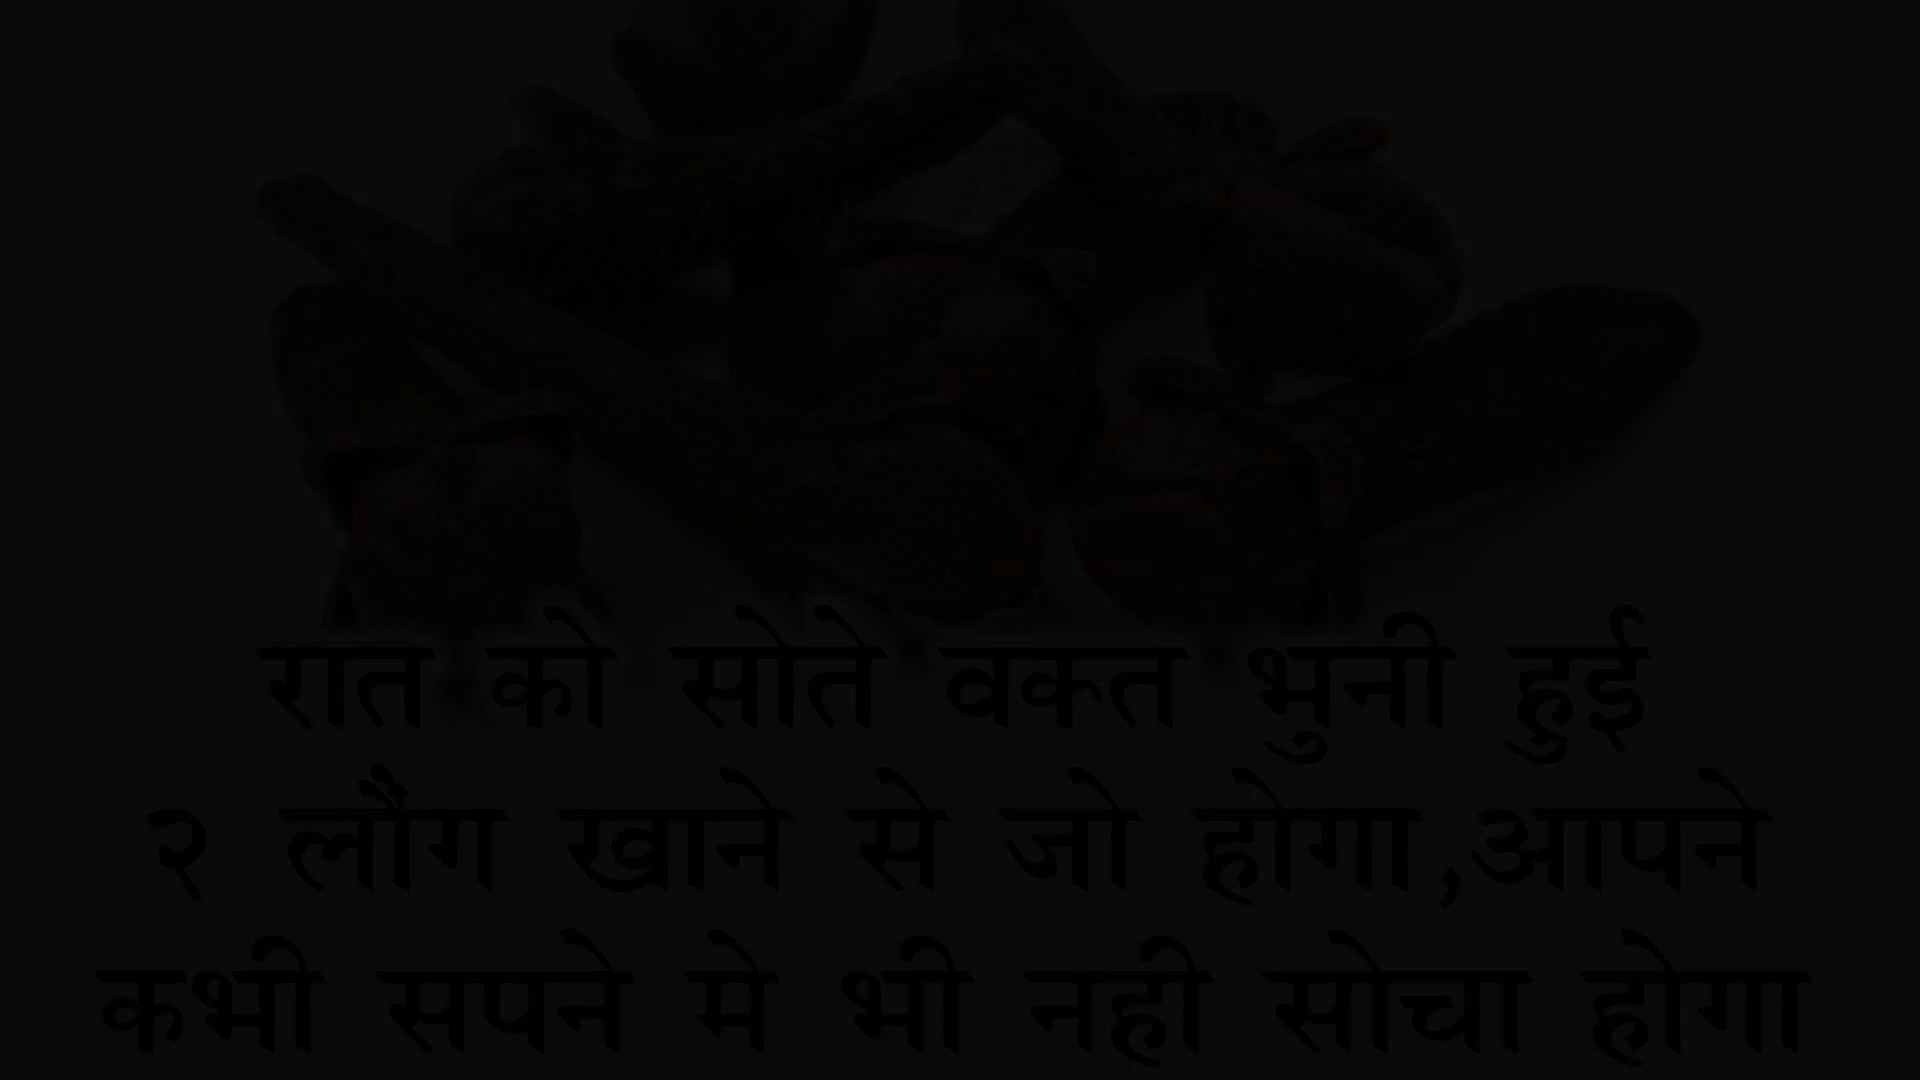 रात को सोते वक्त भुनी हुई
२ लौंग खाने से जो होगा ,आपने
कभी सपने मे भी नही सोचा होगा